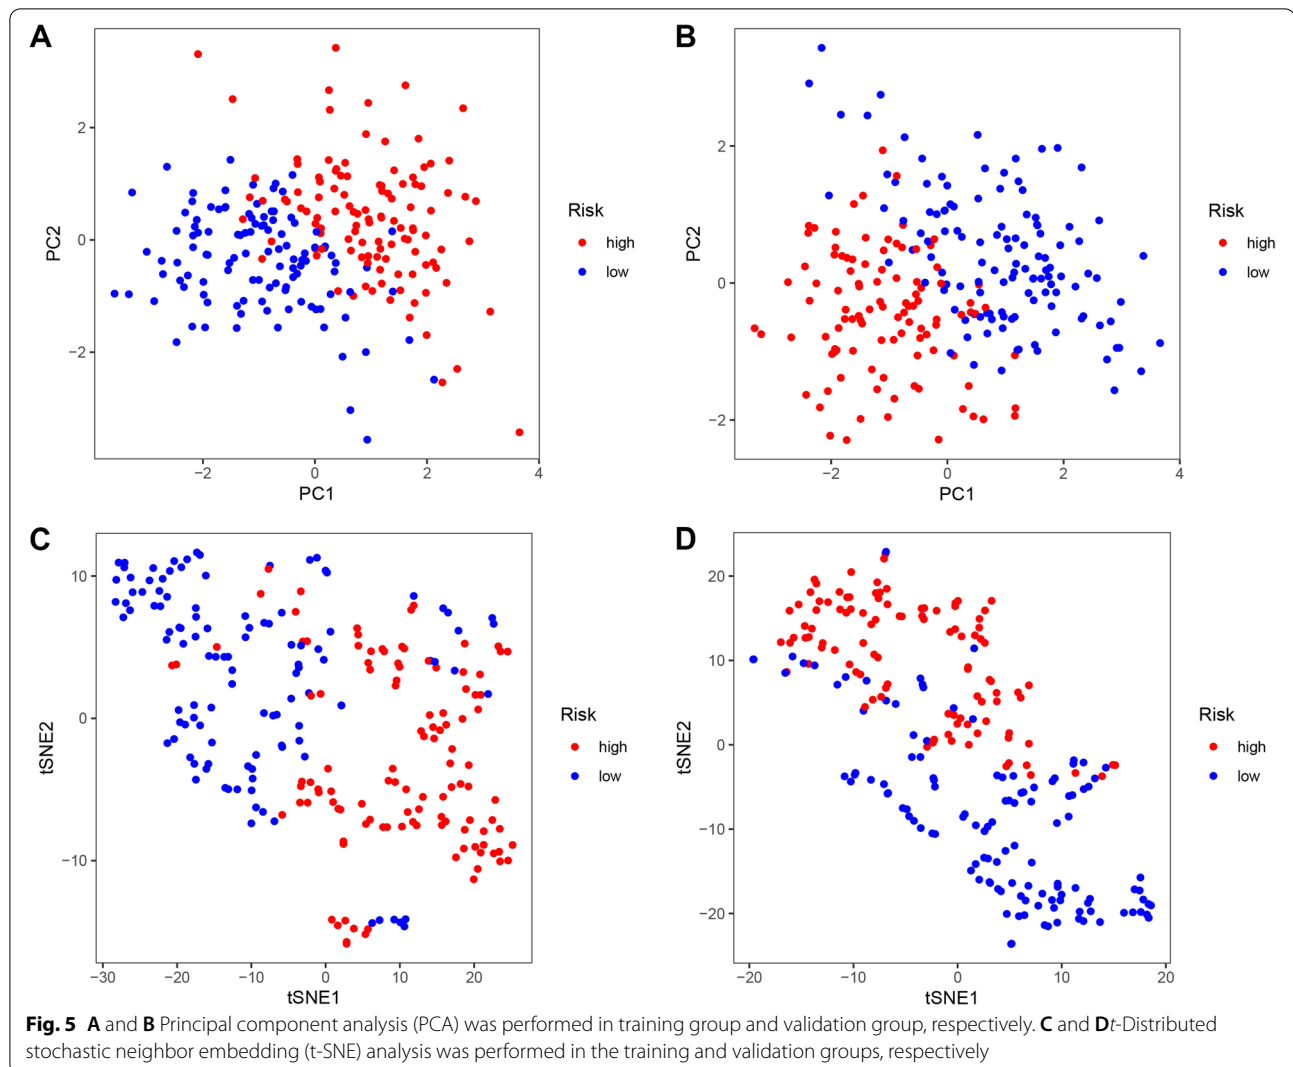 A
B
PC2
2
0
−2
−2
0
2
4
PC1
Risk
high
low
PC2
2
0
−2
−2
0
2
4
PC1
Risk
high
low
C
D
tSNE2
10
0
−10
−30
−20
−10
0
10
20
tSNE1
Risk
high
low
tSNE2
20
10
0
−10
−20
−20
−10
0
10
20
tSNE1
Risk
high
low
Fig. 5 A and B Principal component analysis (PCA) was performed in training group and validation group, respectively. C and Dt-Distributed
stochastic neighbor embedding (t-SNE) analysis was performed in the training and validation groups, respectively